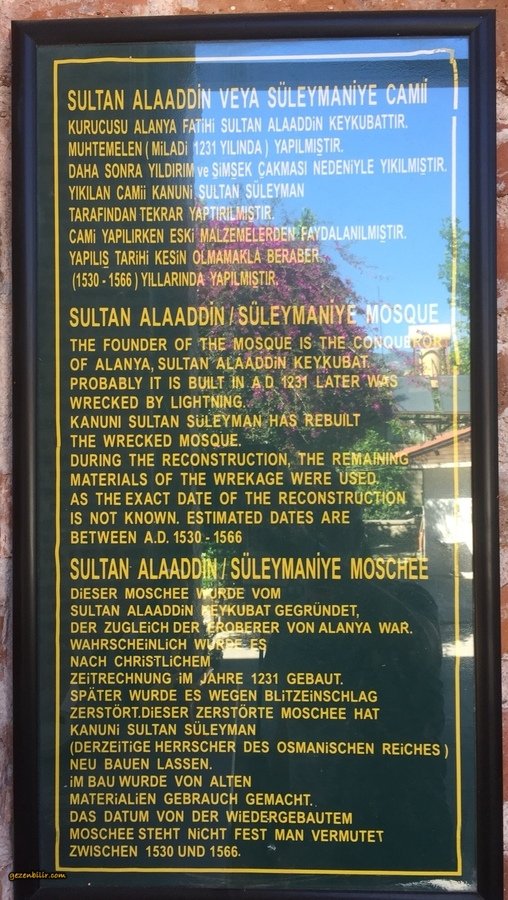 SULTAN ALAADDİN VEYA SÜLEYMANİYE CAMİİ
KURUCUSU ALANYA FATİHİ SULTAN ALAADDİN KEYKUBATTIR.
MUHTEMELEN ( MİLADİ 1231 YILINDA ) YAPILMIŞTIR.
DAHA SONRA YILDIRIM ve ŞİMŞEK ÇAKMASI NEDENİYLE YIKILMIŞTIR.
YIKILAN CAMİİ KANUNİ SULTAN SÜLEYMAN
TARAFINDAN TEKRAR YAPTIRILMIŞTIR.
CAMİ YAPILIRKEN ESKİ MALZEMELERDEN FAYDALANILMIŞTIR.
YAPILIŞ TARİHİ KESİN OLMAMAKLA BERABER
(1530 - 1566 ) YILLARINDA YAPILMIŞTIR.
SULTAN ALAADDİN / SÜLEYMANİYE MOSQUE
THE FOUNDER OF THE MOSQUE IS THE CONQUEROR
OF ALANYA, SULTAN ALAADDİN KEYKUBAT.
PROBABLY IT IS BUILT IN A.D. 1231 LATER WAS
WRECKED BY LIGHTNING.
KANUNI SULTAN SÜLEYMAN HAS REBUILT
THE WRECKED MOSQUE.
DURING THE RECONSTRUCTION, THE REMAINING
MATERIALS OF THE WREKAGE WERE USED.
AS THE EXACT DATE OF THE RECONSTRUCTION
IS NOT KNOWN. ESTIMATED DATES ARE
BETWEEN A.D. 1530 - 1566
SULTAN ALAADDİN / SÜLEYMANİYE MOSCHEE
DİESER MOSCHEE WURDE VOM
SULTAN ALAADDİN KEYKUBAT GEGRÜNDET,
DER ZUGLEİCH DER EROBERER VON ALANYA WAR.
WAHRSCHEINLİCH WURDE ES
NACH CHRİSTLİCHEM
ZEİTRECHNUNG İM JAHRE 1231 GEBAUT.
SPÄTER WURDE ES WEGEN BLİTZEİNSCHLAG
ZERSTÖRT.DİESER ZERSTÖRTE MOSCHEE HAT
KANUNİ SULTAN SÜLEYMAN
(DERZEİTİGE HERRSCHER DES OSMANİSCHEN REİCHES )
NEU BAUEN LASSEN.
İM BAU WURDE VON ALTEN
MATERİALİEN GEBRAUCH GEMACHT.
DAS DATUM VON DER WİEDERGEBAUTEM
MOSCHEE STEHT NİCHT FEST MAN VERMUTET
ZWISCHEN 1530 UND 1566.
gezenbilir.com